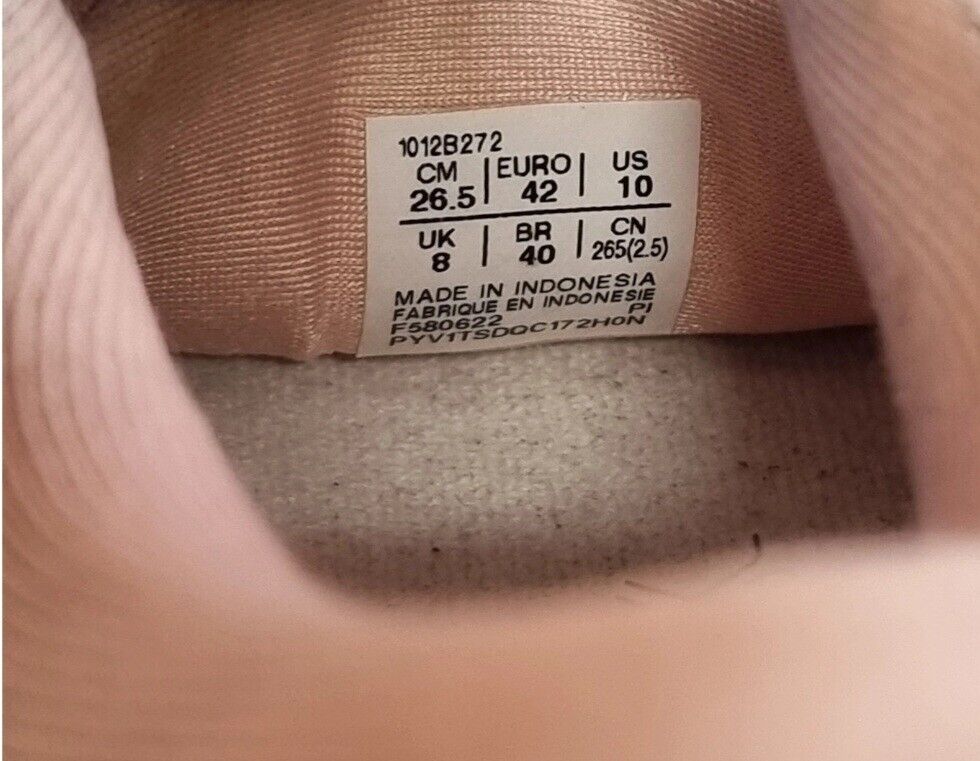 1012B272
CM | EURO | US
26.5 | 42 | 10
UK | BR | CN
8 | 40 | 265(2.5)
MADE IN INDONESIA
FABRIQUE EN INDONESIE
F580622 PI
PYV1TSDQC172H0N